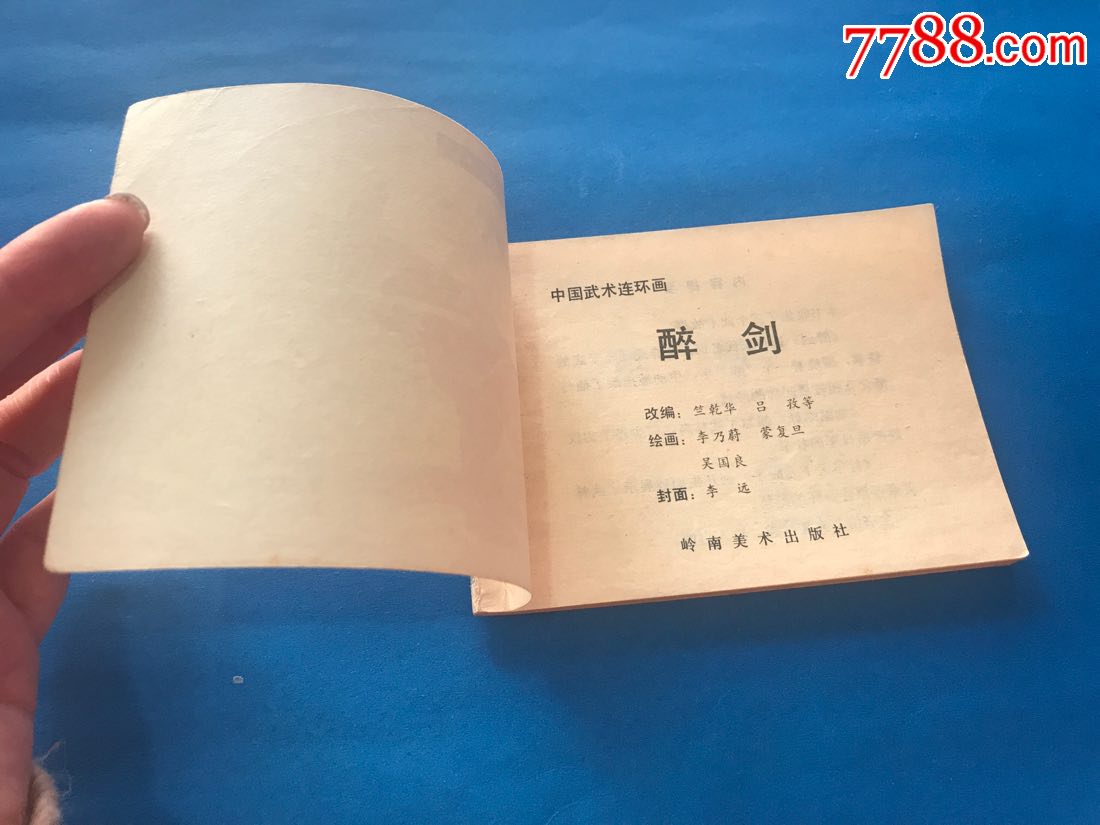 7788.com
中国武术连环画
醉 剑
改编：竺乾华 吕 孜等
绘画：李乃蔚 蒙复旦
吴国良
封面：李 远
岭南美术出版社